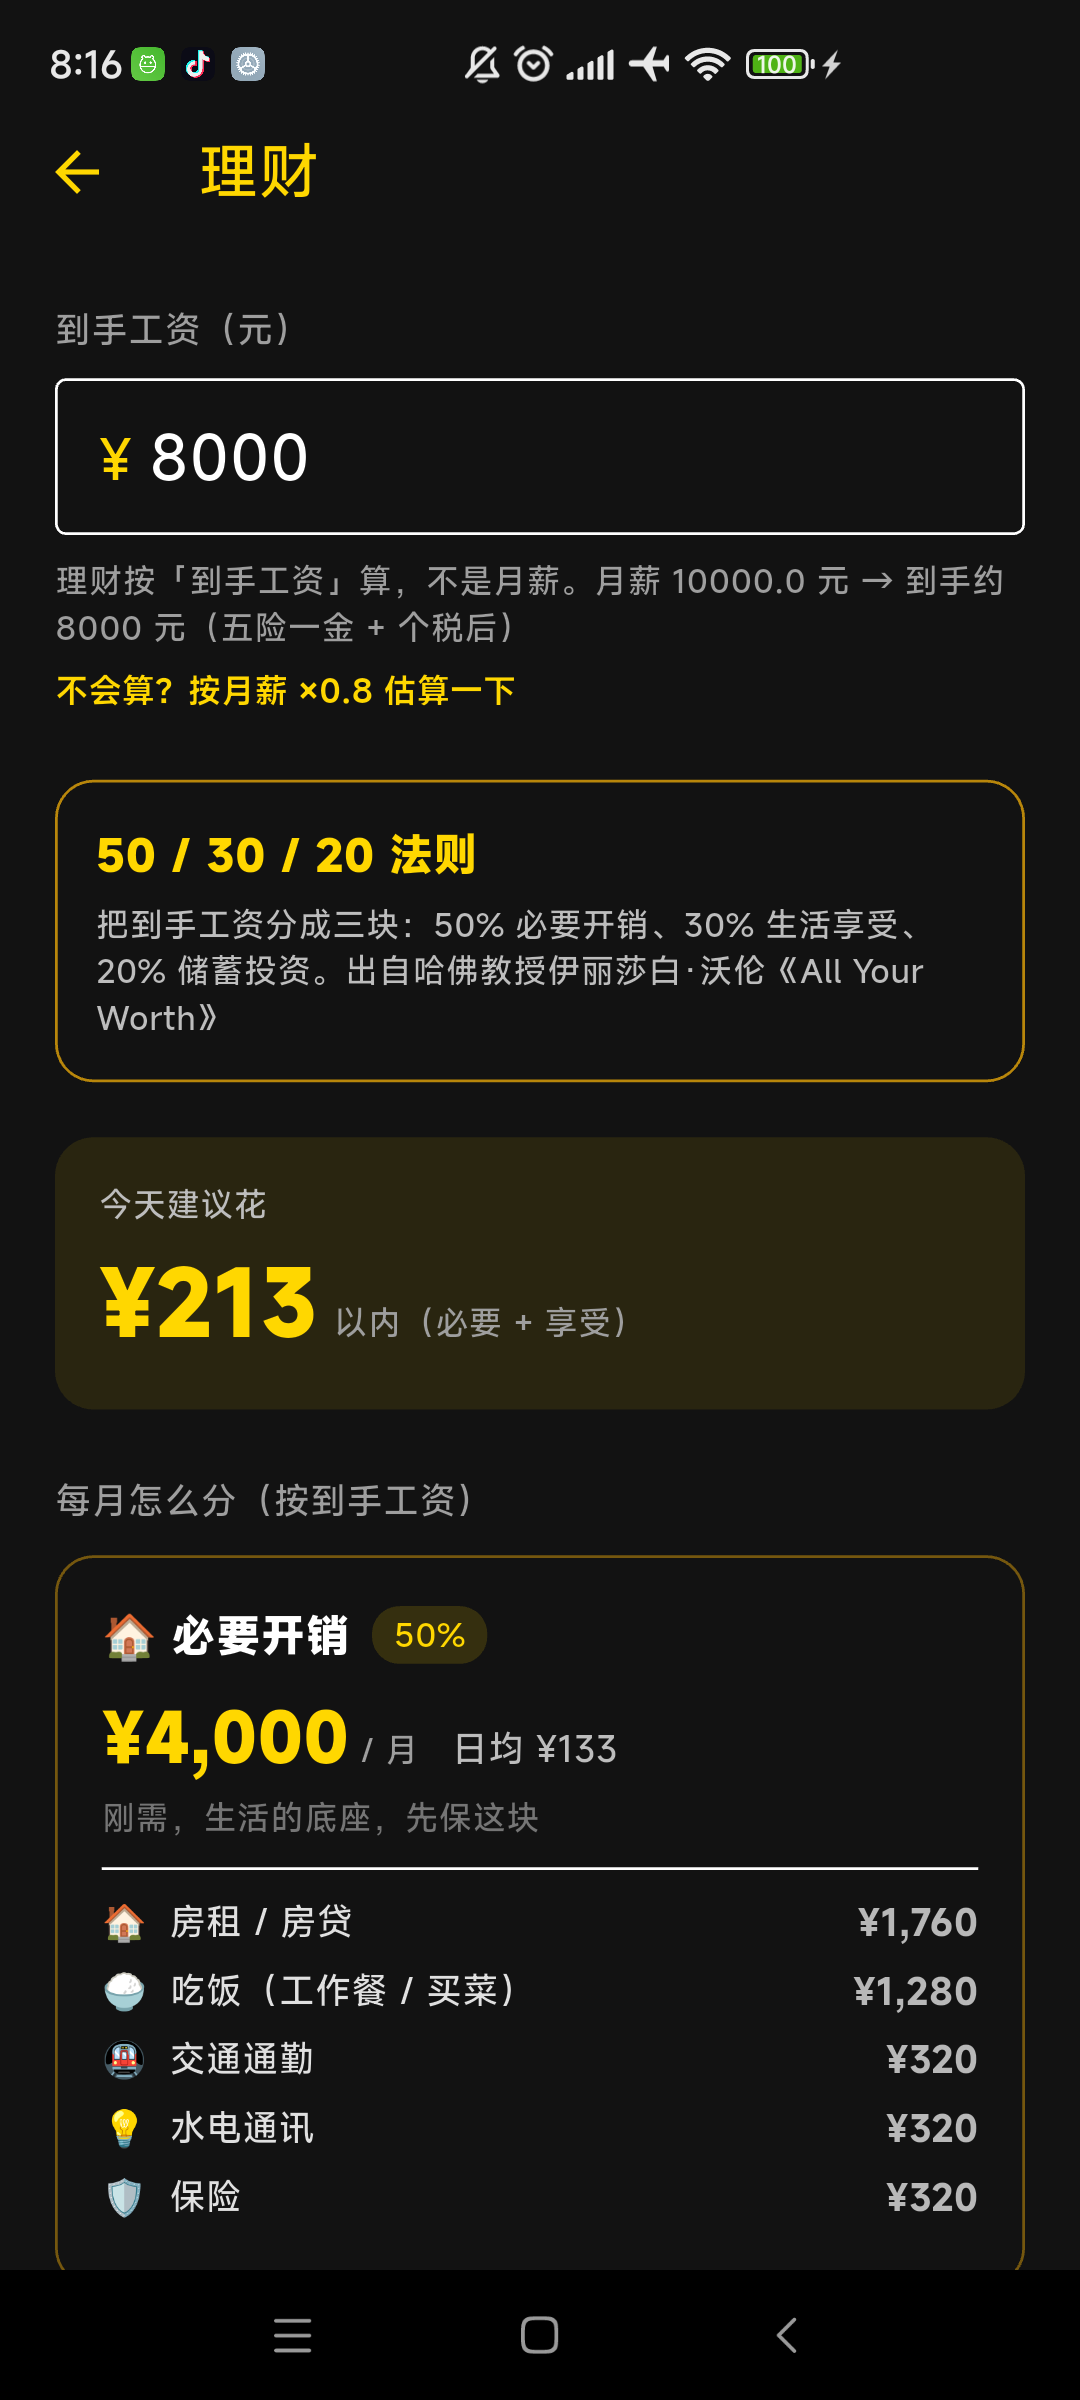 8:16
100
理财
到手工资（元）
¥ 8000
理财按「到手工资」算，不是月薪。月薪 10000.0 元 → 到手约
8000 元（五险一金 + 个税后）
不会算？按月薪 ×0.8 估算一下
50 / 30 / 20 法则
把到手工资分成三块：50% 必要开销、30% 生活享受、
20% 储蓄投资。出自哈佛教授伊丽莎白·沃伦《All Your
Worth》
今天建议花
¥213 以内（必要 + 享受）
每月怎么分（按到手工资）
必要开销 50%
¥4,000 / 月 日均 ¥133
刚需，生活的底座，先保这块
房租 / 房贷 ¥1,760
吃饭（工作餐 / 买菜） ¥1,280
交通通勤 ¥320
水电通讯 ¥320
保险 ¥320